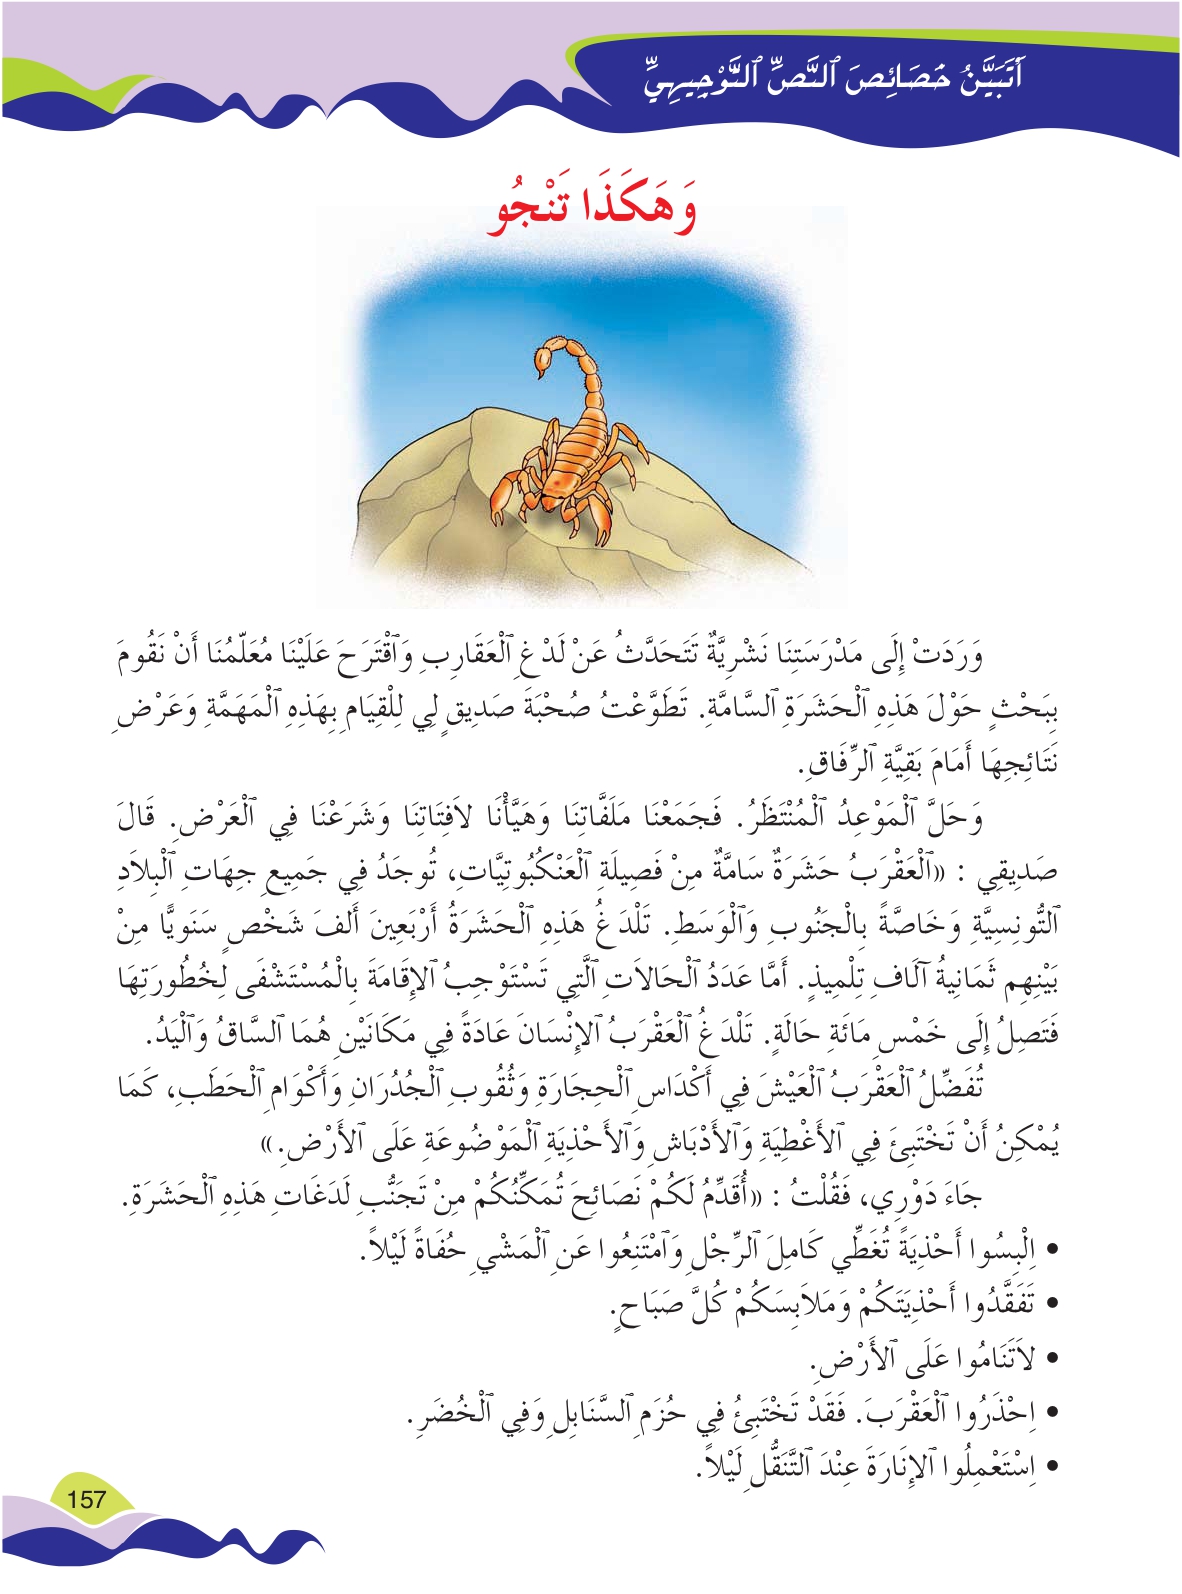 أَتَبَيَّنُ خَصَائِصَ ٱلنَّصِّ ٱلتَّوْجِيهِيِّ
وَهَكَذَا تَنْجُو
وَرَدَتْ إِلَى مَدْرَسَتِنَا نَشْرِيَّةٌ تَتَحَدَّثُ عَنْ لَدْغِ ٱلْعَقَارِبِ وَٱقْتَرَحَ عَلَيْنَا مُعَلّمُنَا أَنْ نَقُومَ
بِبَحْثٍ حَوْلَ هَذِهِ ٱلْحَشَرَةِ ٱلسَّامَّةِ. تَطَوَّعْتُ صُحْبَةَ صَدِيقٍ لِي لِلْقِيَامِ بِهَذِهِ ٱلْمَهَمَّةِ وَعَرْضِ
نَتَائِجِهَا أَمَامَ بَقِيَّةِ ٱلرِّفَاقِ.
وَحَلَّ ٱلْمَوْعِدُ ٱلْمُنْتَظَرُ. فَجَمَعْنَا مَلَفَّاتِنَا وَهَيَّأْنَا لاَفِتَاتِنَا وَشَرَعْنَا فِي ٱلْعَرْضِ. قَالَ
صَدِيقِي : «ٱلْعَقْرَبُ حَشَرَةٌ سَامَّةٌ مِنْ فَصِيلَةِ ٱلْعَنْكُبُوتِيَّاتِ، تُوجَدُ فِي جَمِيعِ جِهَاتِ ٱلْبِلاَدِ
ٱلتُّونِسِيَّةِ وَخَاصَّةً بِالْجَنُوبِ وَٱلْوَسَطِ. تَلْدَغُ هَذِهِ ٱلْحَشَرَةُ أَرْبَعِينَ أَلفَ شَخْصٍ سَنَوِيًّا مِنْ
بَيْنِهِم ثَمَانِيةُ آلَافِ تِلْمِيذٍ. أَمَّا عَدَدُ ٱلْحَالاَتِ ٱلَّتِي تَسْتَوْجِبُ ٱلإِقَامَةَ بِالْمُسْتَشْفَى لِخُطُورَتِهَا
فَتَصِلُ إِلَى خَمْسِ مِائَةِ حَالَةٍ. تَلْدَغُ ٱلْعَقْرَبُ ٱلإِنْسَانَ عَادَةً فِي مَكَانَيْنِ هُمَا ٱلسَّاقُ وَٱلْيَدُ.
تُفَضِّلُ ٱلْعَقْرَبُ ٱلْعَيْشَ فِي أَكْدَاسِ ٱلْحِجَارَةِ وَثُقُوبِ ٱلْجُدُرَانِ وَأَكْوَامِ ٱلْحَطَبِ، كَمَا
يُمْكِنُ أَنْ تَخْتَبِئَ فِي ٱلأَغْطِيَةِ وَٱلأَدْبَاشِ وَٱلأَحْذِيَةِ ٱلْمَوْضُوعَةِ عَلَى ٱلأَرْضِ.»
جَاءَ دَوْرِي، فَقُلْتُ : «أُقَدِّمُ لَكُمْ نَصَائِحَ تُمَكِّنُكُمْ مِنْ تَجَنُّبِ لَدَغَاتِ هَذِهِ ٱلْحَشَرَةِ.
• اِلْبِسُوا أَحْذِيَةً تُغَطِّي كَامِلَ ٱلرِّجْلِ وَٱمْتَنِعُوا عَنِ ٱلْمَشْيِ حُفَاةً لَيْلاً.
• تَفَقَّدُوا أَحْذِيَتَكُمْ وَمَلاَبِسَكُمْ كُلَّ صَبَاحٍ.
• لاَتَنَامُوا عَلَى ٱلأَرْضِ.
• اِحْذَرُوا ٱلْعَقْرَبَ. فَقَدْ تَخْتَبِئُ فِي حُزَمِ ٱلسَّنَابِلِ وَفِي ٱلْخُضَرِ.
• اِسْتَعْمِلُوا ٱلإِنَارَةَ عِنْدَ ٱلتَّنَقُّلِ لَيْلاً.
157